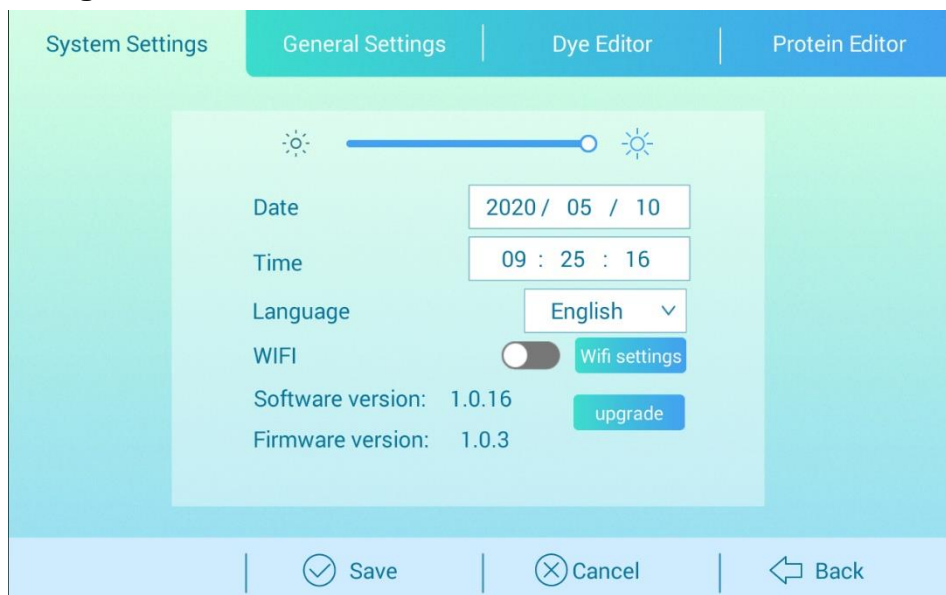 System Settings General Settings Dye Editor Protein Editor
Date 2020/ 05 / 10
Time 09 : 25 : 16
Language English
WIFI Wifi settings
Software version: 1.0.16
upgrade
Firmware version: 1.0.3
Save Cancel Back